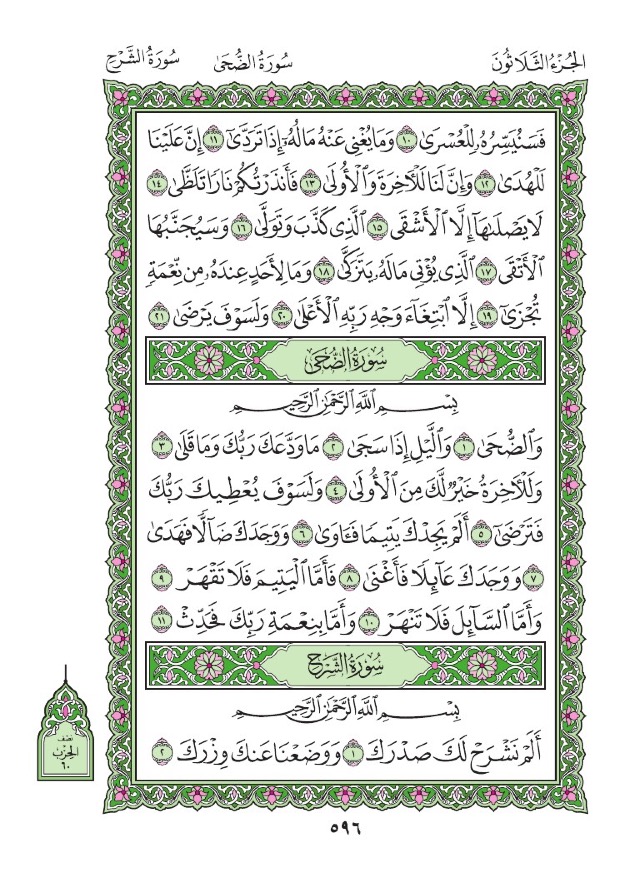 الجُزْءُ الثَّلَاثُونَ سُورَةُ الضُّحَىٰ سُورَةُ الشَّرْحِ
فَسَنُيَسِّرُهُۥ لِلْعُسْرَىٰ ١٠ وَمَا يُغْنِى عَنْهُ مَالُهُۥٓ إِذَا تَرَدَّىٰٓ ١١ إِنَّ عَلَيْنَا
لَلْهُدَىٰ ١٢ وَإِنَّ لَنَا لَلْـَٔاخِرَةَ وَٱلْأُولَىٰ ١٣ فَأَنذَرْتُكُمْ نَارًا تَلَظَّىٰ ١٤
لَا يَصْلَىٰهَآ إِلَّا ٱلْأَشْقَى ١٥ ٱلَّذِى كَذَّبَ وَتَوَلَّىٰ ١٦ وَسَيُجَنَّبُهَا
ٱلْأَتْقَى ١٧ ٱلَّذِى يُؤْتِى مَالَهُۥ يَتَزَكَّىٰ ١٨ وَمَا لِأَحَدٍ عِندَهُۥ مِن نِّعْمَةٍ
تُجْزَىٰٓ ١٩ إِلَّا ٱبْتِغَآءَ وَجْهِ رَبِّهِ ٱلْأَعْلَىٰ ٢٠ وَلَسَوْفَ يَرْضَىٰ ٢١
سُورَةُ الضُّحَىٰ
بِسْمِ ٱللَّهِ ٱلرَّحْمَٰنِ ٱلرَّحِيمِ
وَٱلضُّحَىٰ ١ وَٱلَّيْلِ إِذَا سَجَىٰ ٢ مَا وَدَّعَكَ رَبُّكَ وَمَا قَلَىٰ ٣
وَلَلْـَٔاخِرَةُ خَيْرٌ لَّكَ مِنَ ٱلْأُولَىٰ ٤ وَلَسَوْفَ يُعْطِيكَ رَبُّكَ
فَتَرْضَىٰٓ ٥ أَلَمْ يَجِدْكَ يَتِيمًا فَـَٔاوَىٰ ٦ وَوَجَدَكَ ضَآلًّا فَهَدَىٰ
٧ وَوَجَدَكَ عَآئِلًا فَأَغْنَىٰ ٨ فَأَمَّا ٱلْيَتِيمَ فَلَا تَقْهَرْ ٩
وَأَمَّا ٱلسَّآئِلَ فَلَا تَنْهَرْ ١٠ وَأَمَّا بِنِعْمَةِ رَبِّكَ فَحَدِّثْ ١١
سُورَةُ الشَّرْحِ
بِسْمِ ٱللَّهِ ٱلرَّحْمَٰنِ ٱلرَّحِيمِ
أَلَمْ نَشْرَحْ لَكَ صَدْرَكَ ١ وَوَضَعْنَا عَنكَ وِزْرَكَ ٢
نصف
الحزب
٦٠
٥٩٦